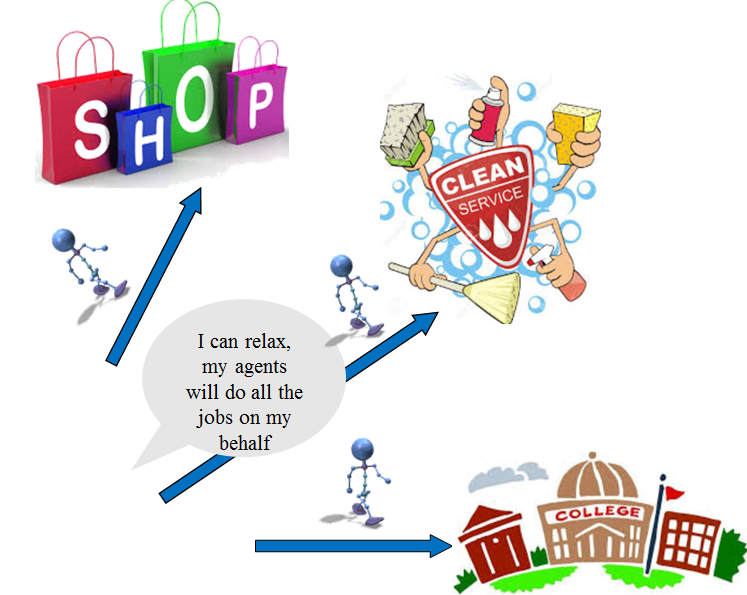 SHOP
CLEAN
SERVICE
I can relax,
my agents
will do all the
jobs on my
behalf
COLLEGE